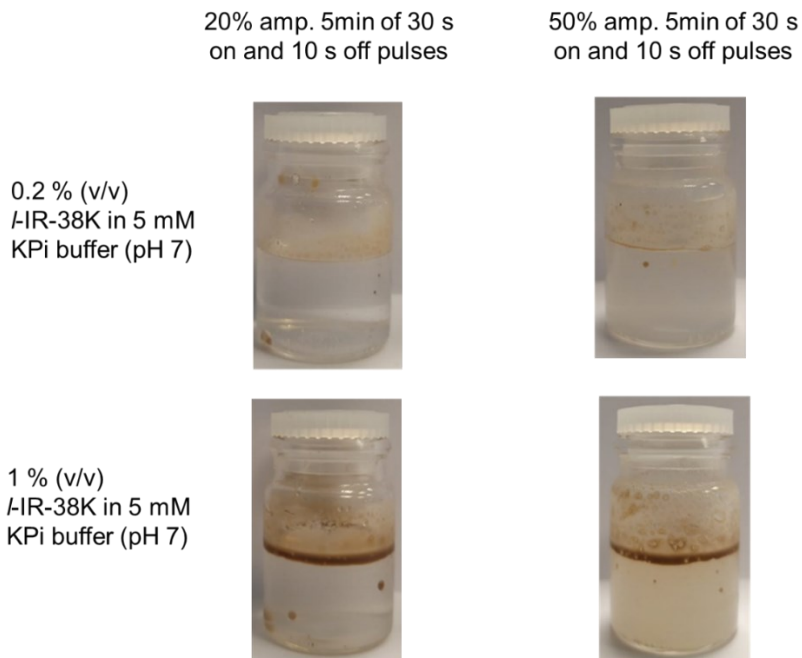 20% amp. 5min of 30 s
on and 10 s off pulses
50% amp. 5min of 30 s
on and 10 s off pulses
0.2 % (v/v)
l-IR-38K in 5 mM
KPi buffer (pH 7)
1 % (v/v)
l-IR-38K in 5 mM
KPi buffer (pH 7)